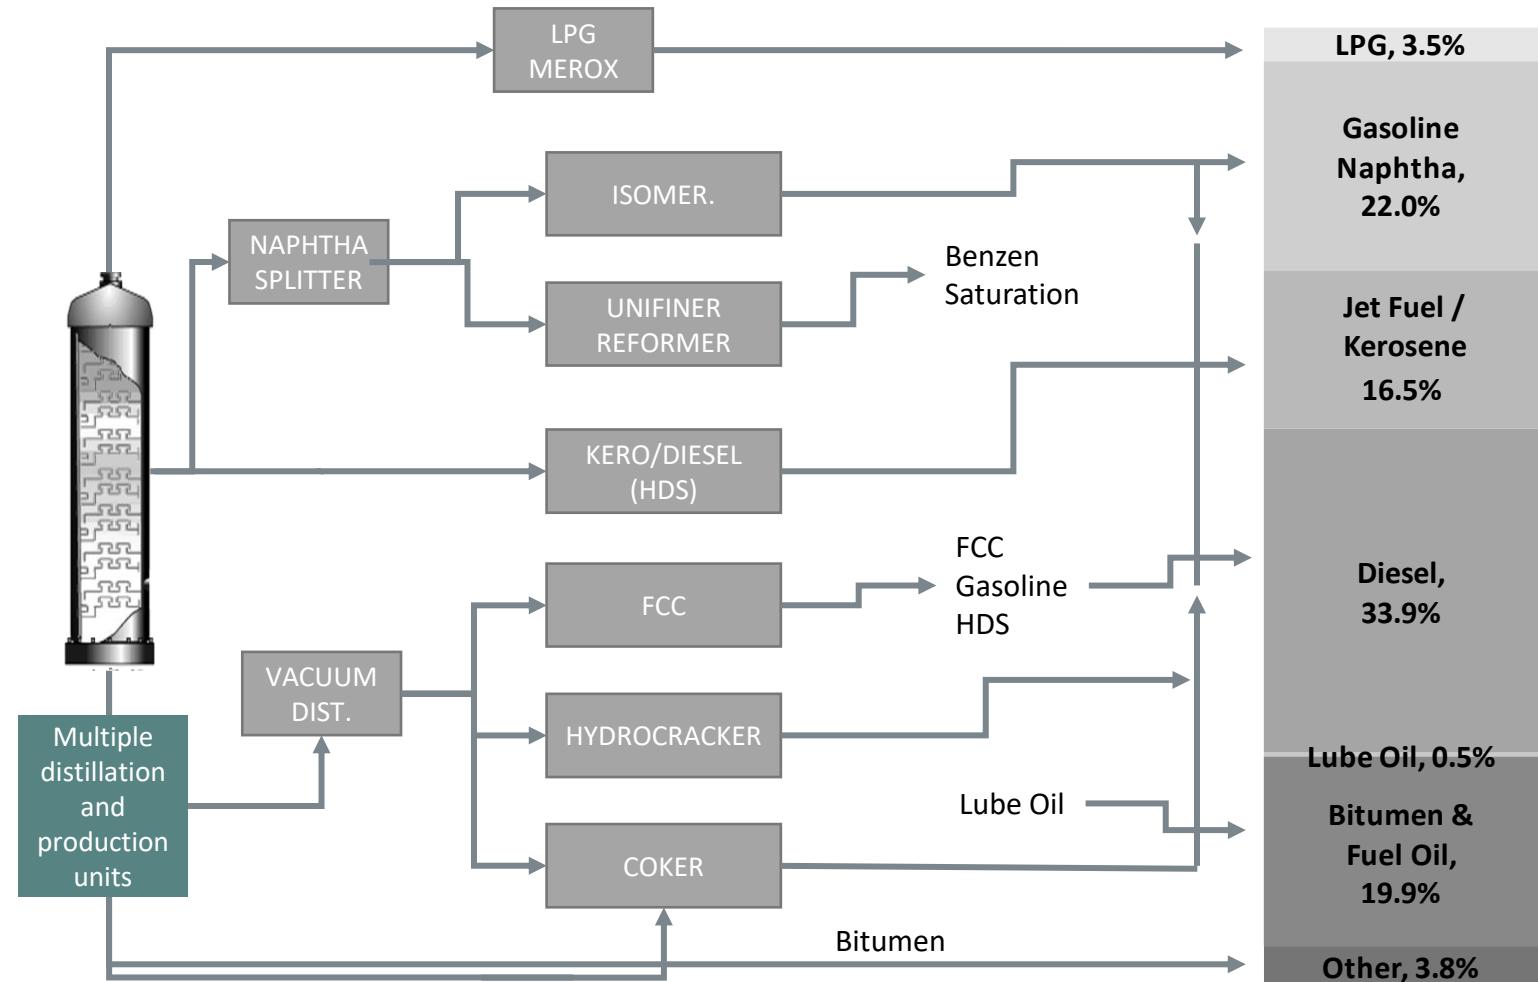 LPG
MEROX
LPG, 3.5%
Gasoline
Naphtha,
22.0%
ISOMER.
NAPHTHA
SPLITTER
Benzen
Saturation
UNIFINER
REFORMER
Jet Fuel /
Kerosene
16.5%
KERO/DIESEL
(HDS)
FCC
FCC
Gasoline
HDS
Diesel,
33.9%
VACUUM
DIST.
HYDROCRACKER
Multiple
distillation
and
production
units
Lube Oil, 0.5%
Lube Oil
Bitumen &
Fuel Oil,
19.9%
COKER
Bitumen
Other, 3.8%